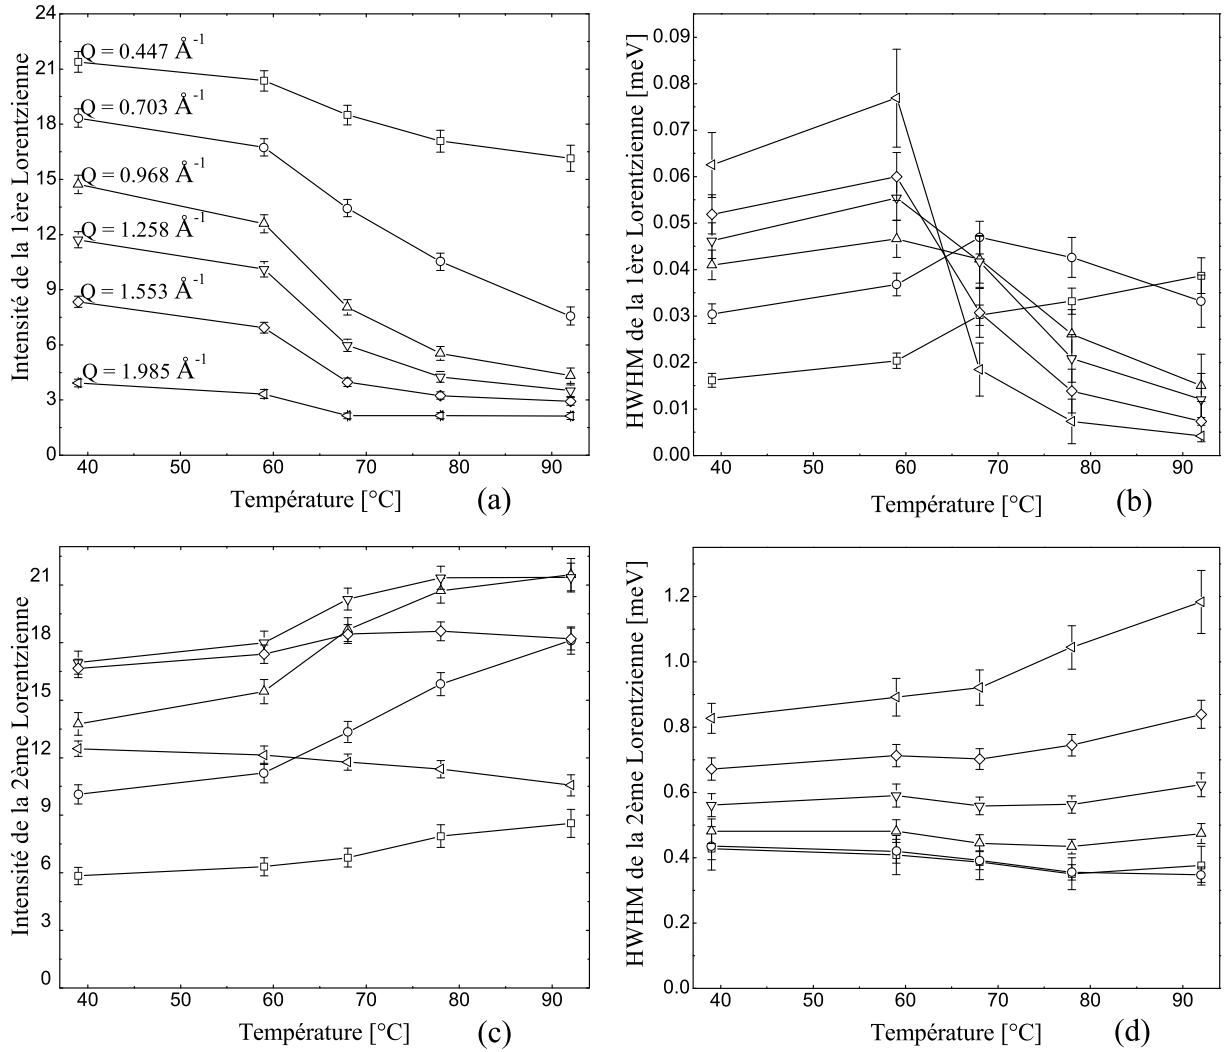 Intensité de la 1ère Lorentzienne
24
21
18
15
12
9
6
3
0
Q = 0.447 Å-1
Q = 0.703 Å-1
Q = 0.968 Å-1
Q = 1.258 Å-1
Q = 1.553 Å-1
Q = 1.985 Å-1
40 50 60 70 80 90
Température [°C]
(a)
HWHM de la 1ère Lorentzienne [meV]
0.09
0.08
0.07
0.06
0.05
0.04
0.03
0.02
0.01
0.00
40 50 60 70 80 90
Température [°C]
(b)
Intensité de la 2ème Lorentzienne
21
18
15
12
9
6
3
0
40 50 60 70 80 90
Température [°C]
(c)
HWHM de la 2ème Lorentzienne [meV]
1.2
1.0
0.8
0.6
0.4
0.2
0.0
40 50 60 70 80 90
Température [°C]
(d)